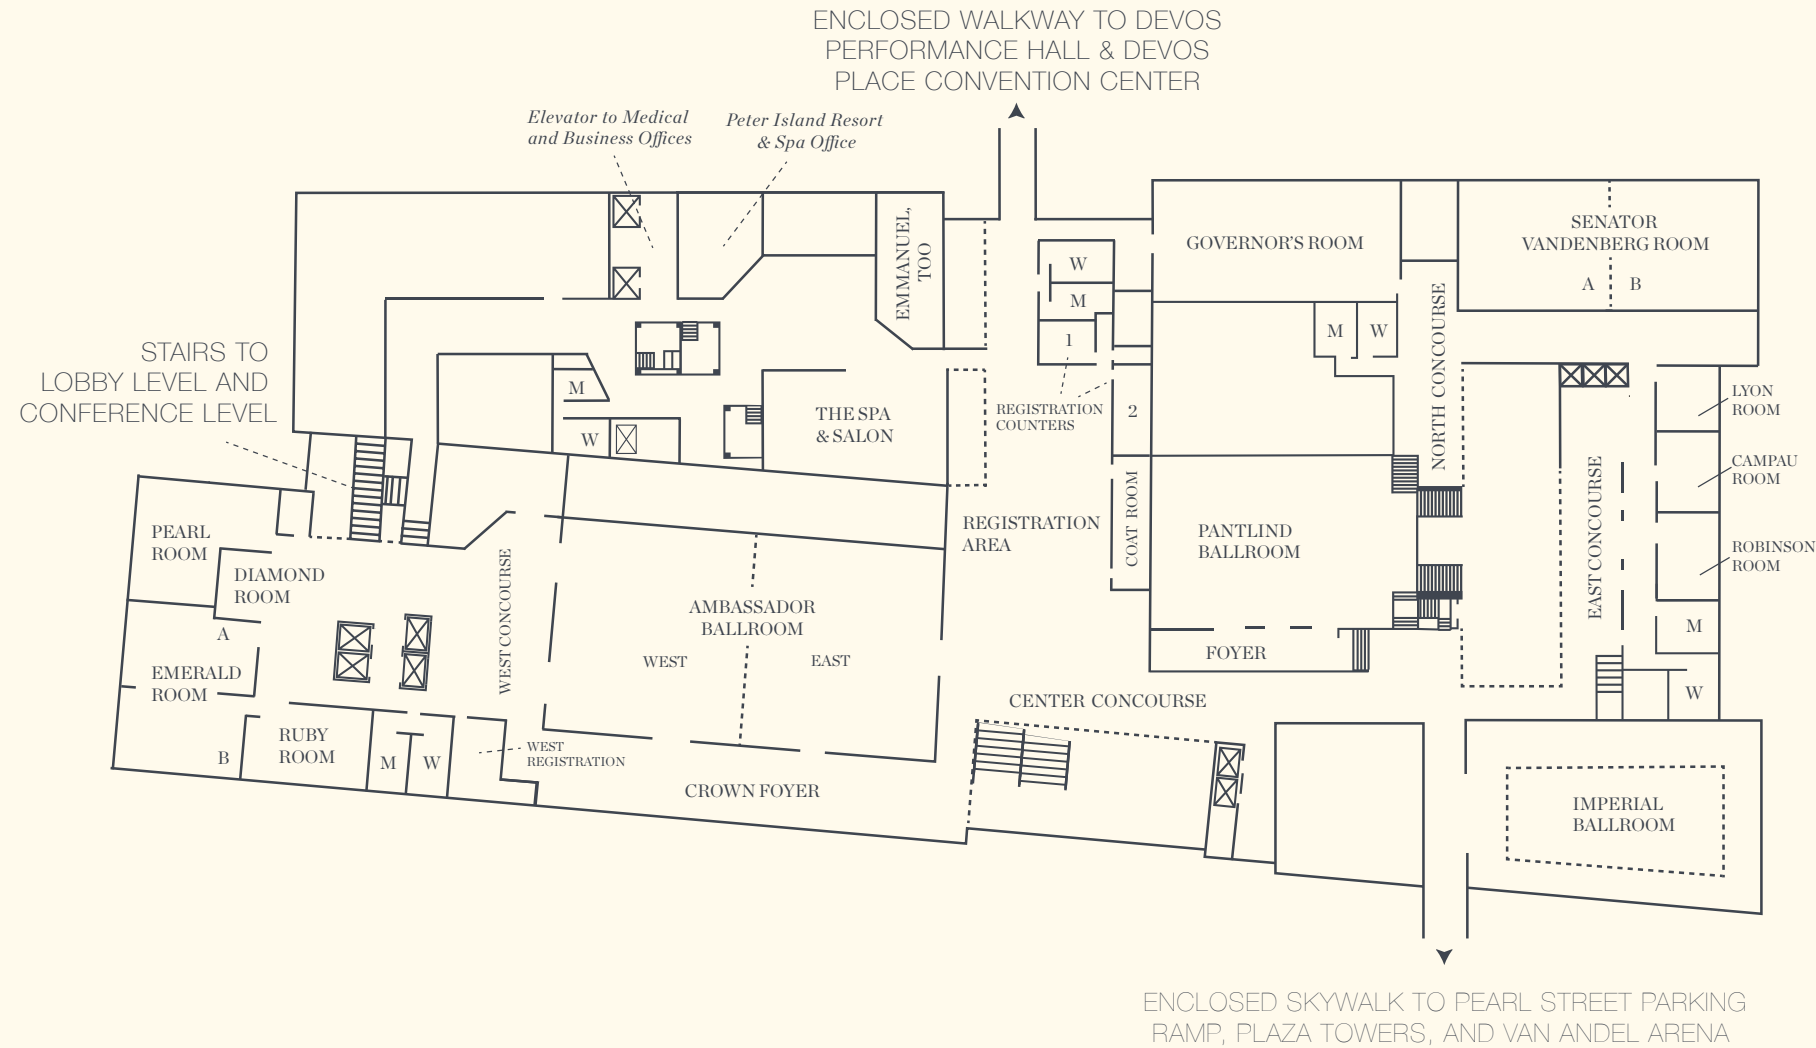 ENCLOSED WALKWAY TO DEVOS
PERFORMANCE HALL & DEVOS
PLACE CONVENTION CENTER
Elevator to Medical
and Business Offices
Peter Island Resort
& Spa Office
EMMANUEL,
TOO
W
M
1
GOVERNOR'S ROOM
SENATOR
VANDENBERG ROOM
A
B
M
W
NORTH CONCOURSE
STAIRS TO
LOBBY LEVEL AND
CONFERENCE LEVEL
M
W
THE SPA
& SALON
REGISTRATION
COUNTERS
2
LYON
ROOM
CAMPAU
ROOM
ROBINSON
ROOM
EAST CONCOURSE
M
W
PEARL
ROOM
DIAMOND
ROOM
A
EMERALD
ROOM
B
RUBY
ROOM
M
W
WEST CONCOURSE
WEST
REGISTRATION
AMBASSADOR
BALLROOM
WEST
EAST
CROWN FOYER
REGISTRATION
AREA
COAT ROOM
PANTLIND
BALLROOM
FOYER
CENTER CONCOURSE
IMPERIAL
BALLROOM
ENCLOSED SKYWALK TO PEARL STREET PARKING
RAMP, PLAZA TOWERS, AND VAN ANDEL ARENA